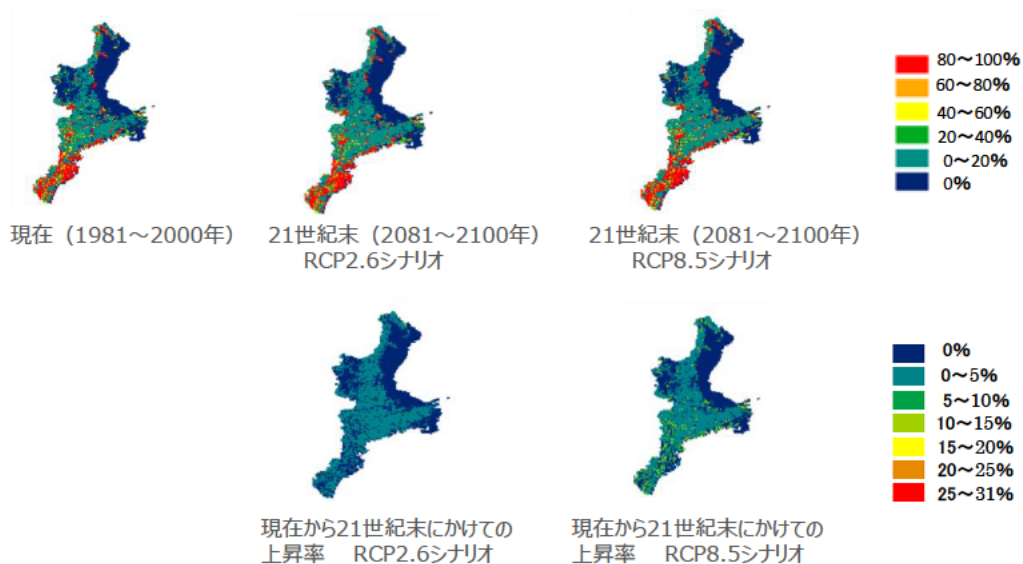 80～100%
60～80%
40～60%
20～40%
0～20%
0%
現在（1981～2000年）
21世紀末（2081～2100年）
RCP2.6シナリオ
21世紀末（2081～2100年）
RCP8.5シナリオ
0%
0～5%
5～10%
10～15%
15～20%
20～25%
25～31%
現在から21世紀末にかけての
上昇率　RCP2.6シナリオ
現在から21世紀末にかけての
上昇率　RCP8.5シナリオ